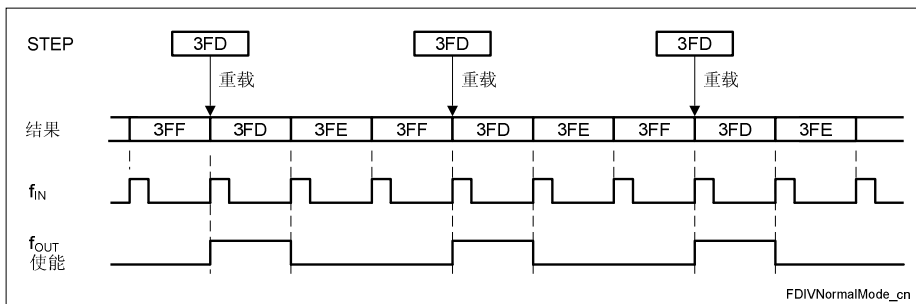 STEP 3FD 3FD 3FD
重载 重载 重载
结果 3FF 3FD 3FE 3FF 3FD 3FE 3FF 3FD 3FE
fIN
fOUT
使能
FDIVNormalMode_cn